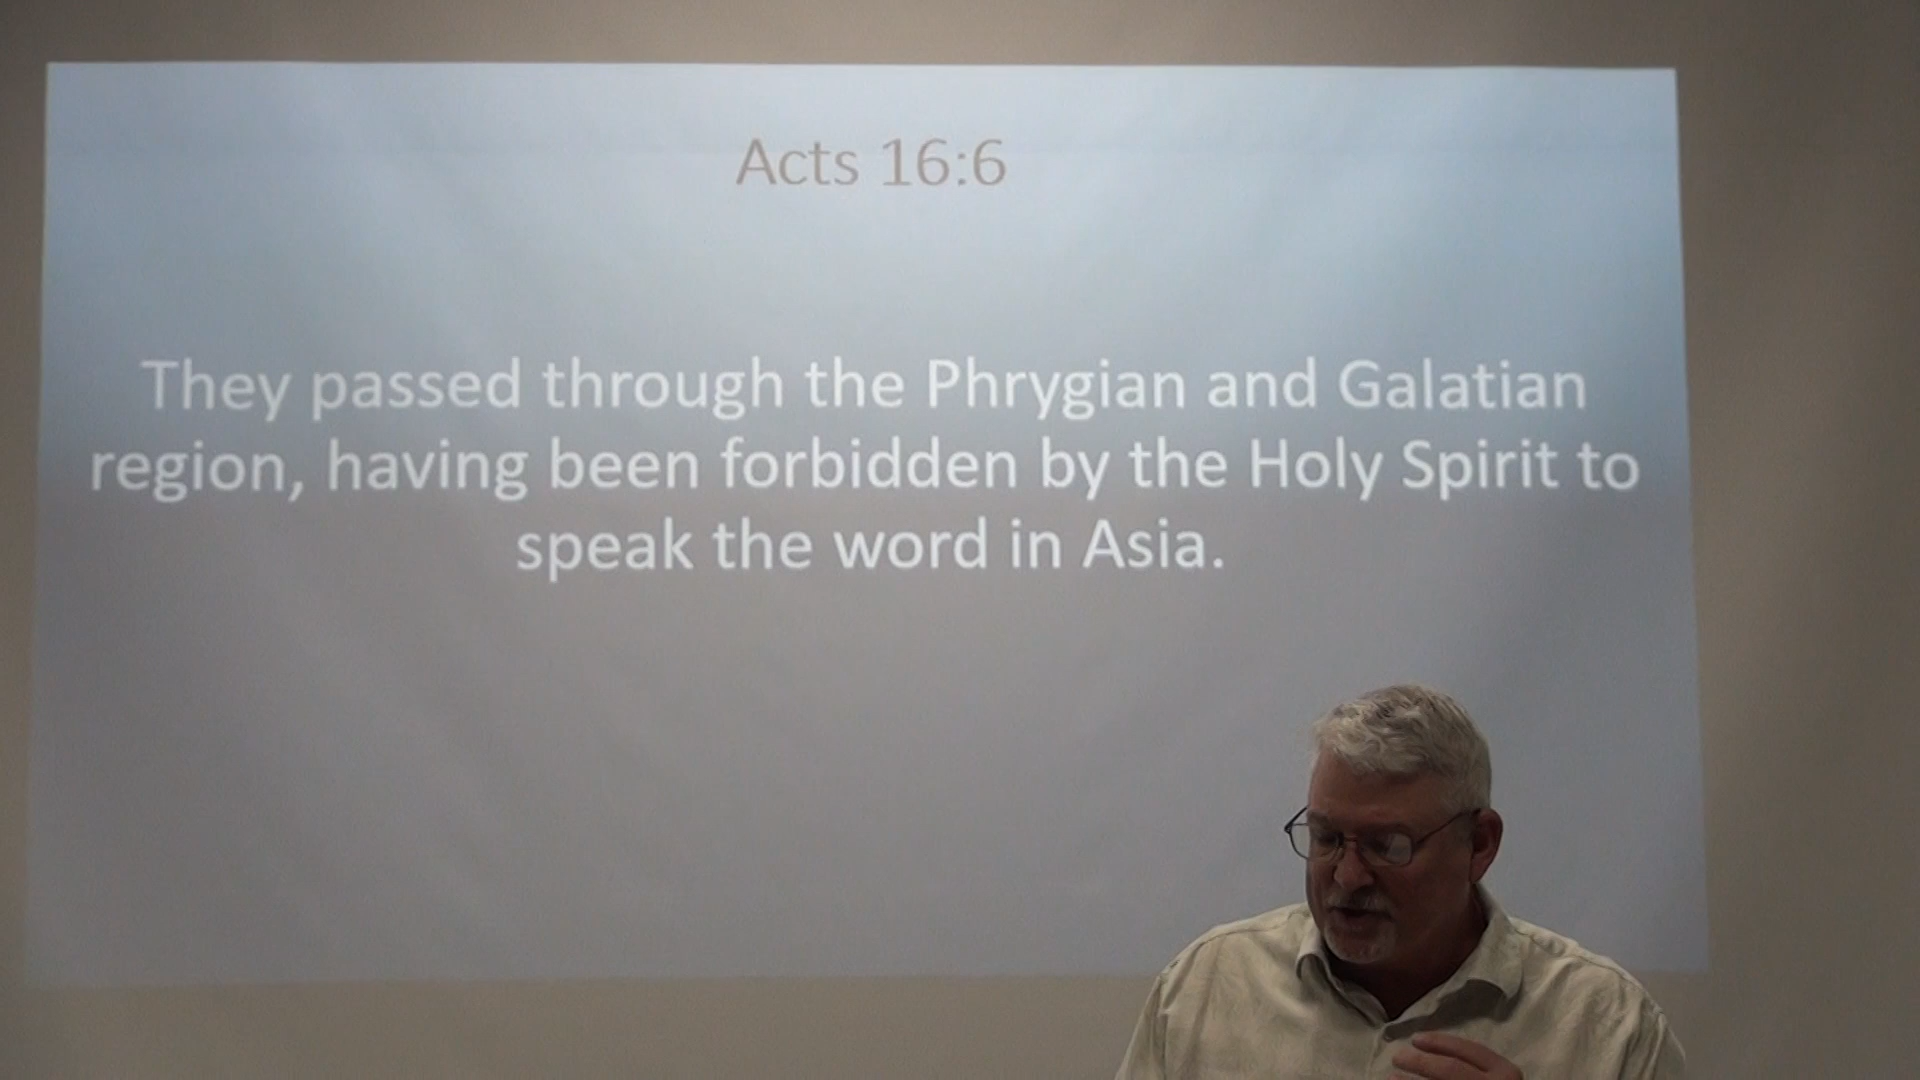 Acts 16:6
They passed through the Phrygian and Galatian
region, having been forbidden by the Holy Spirit to
speak the word in Asia.